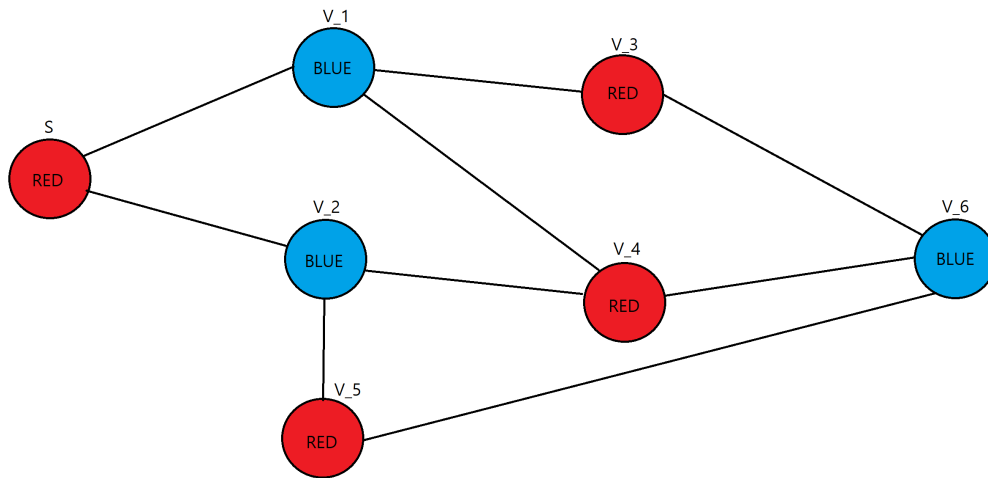 V_1
BLUE
V_3
RED
S
RED
V_2
BLUE
V_4
RED
V_6
BLUE
V_5
RED